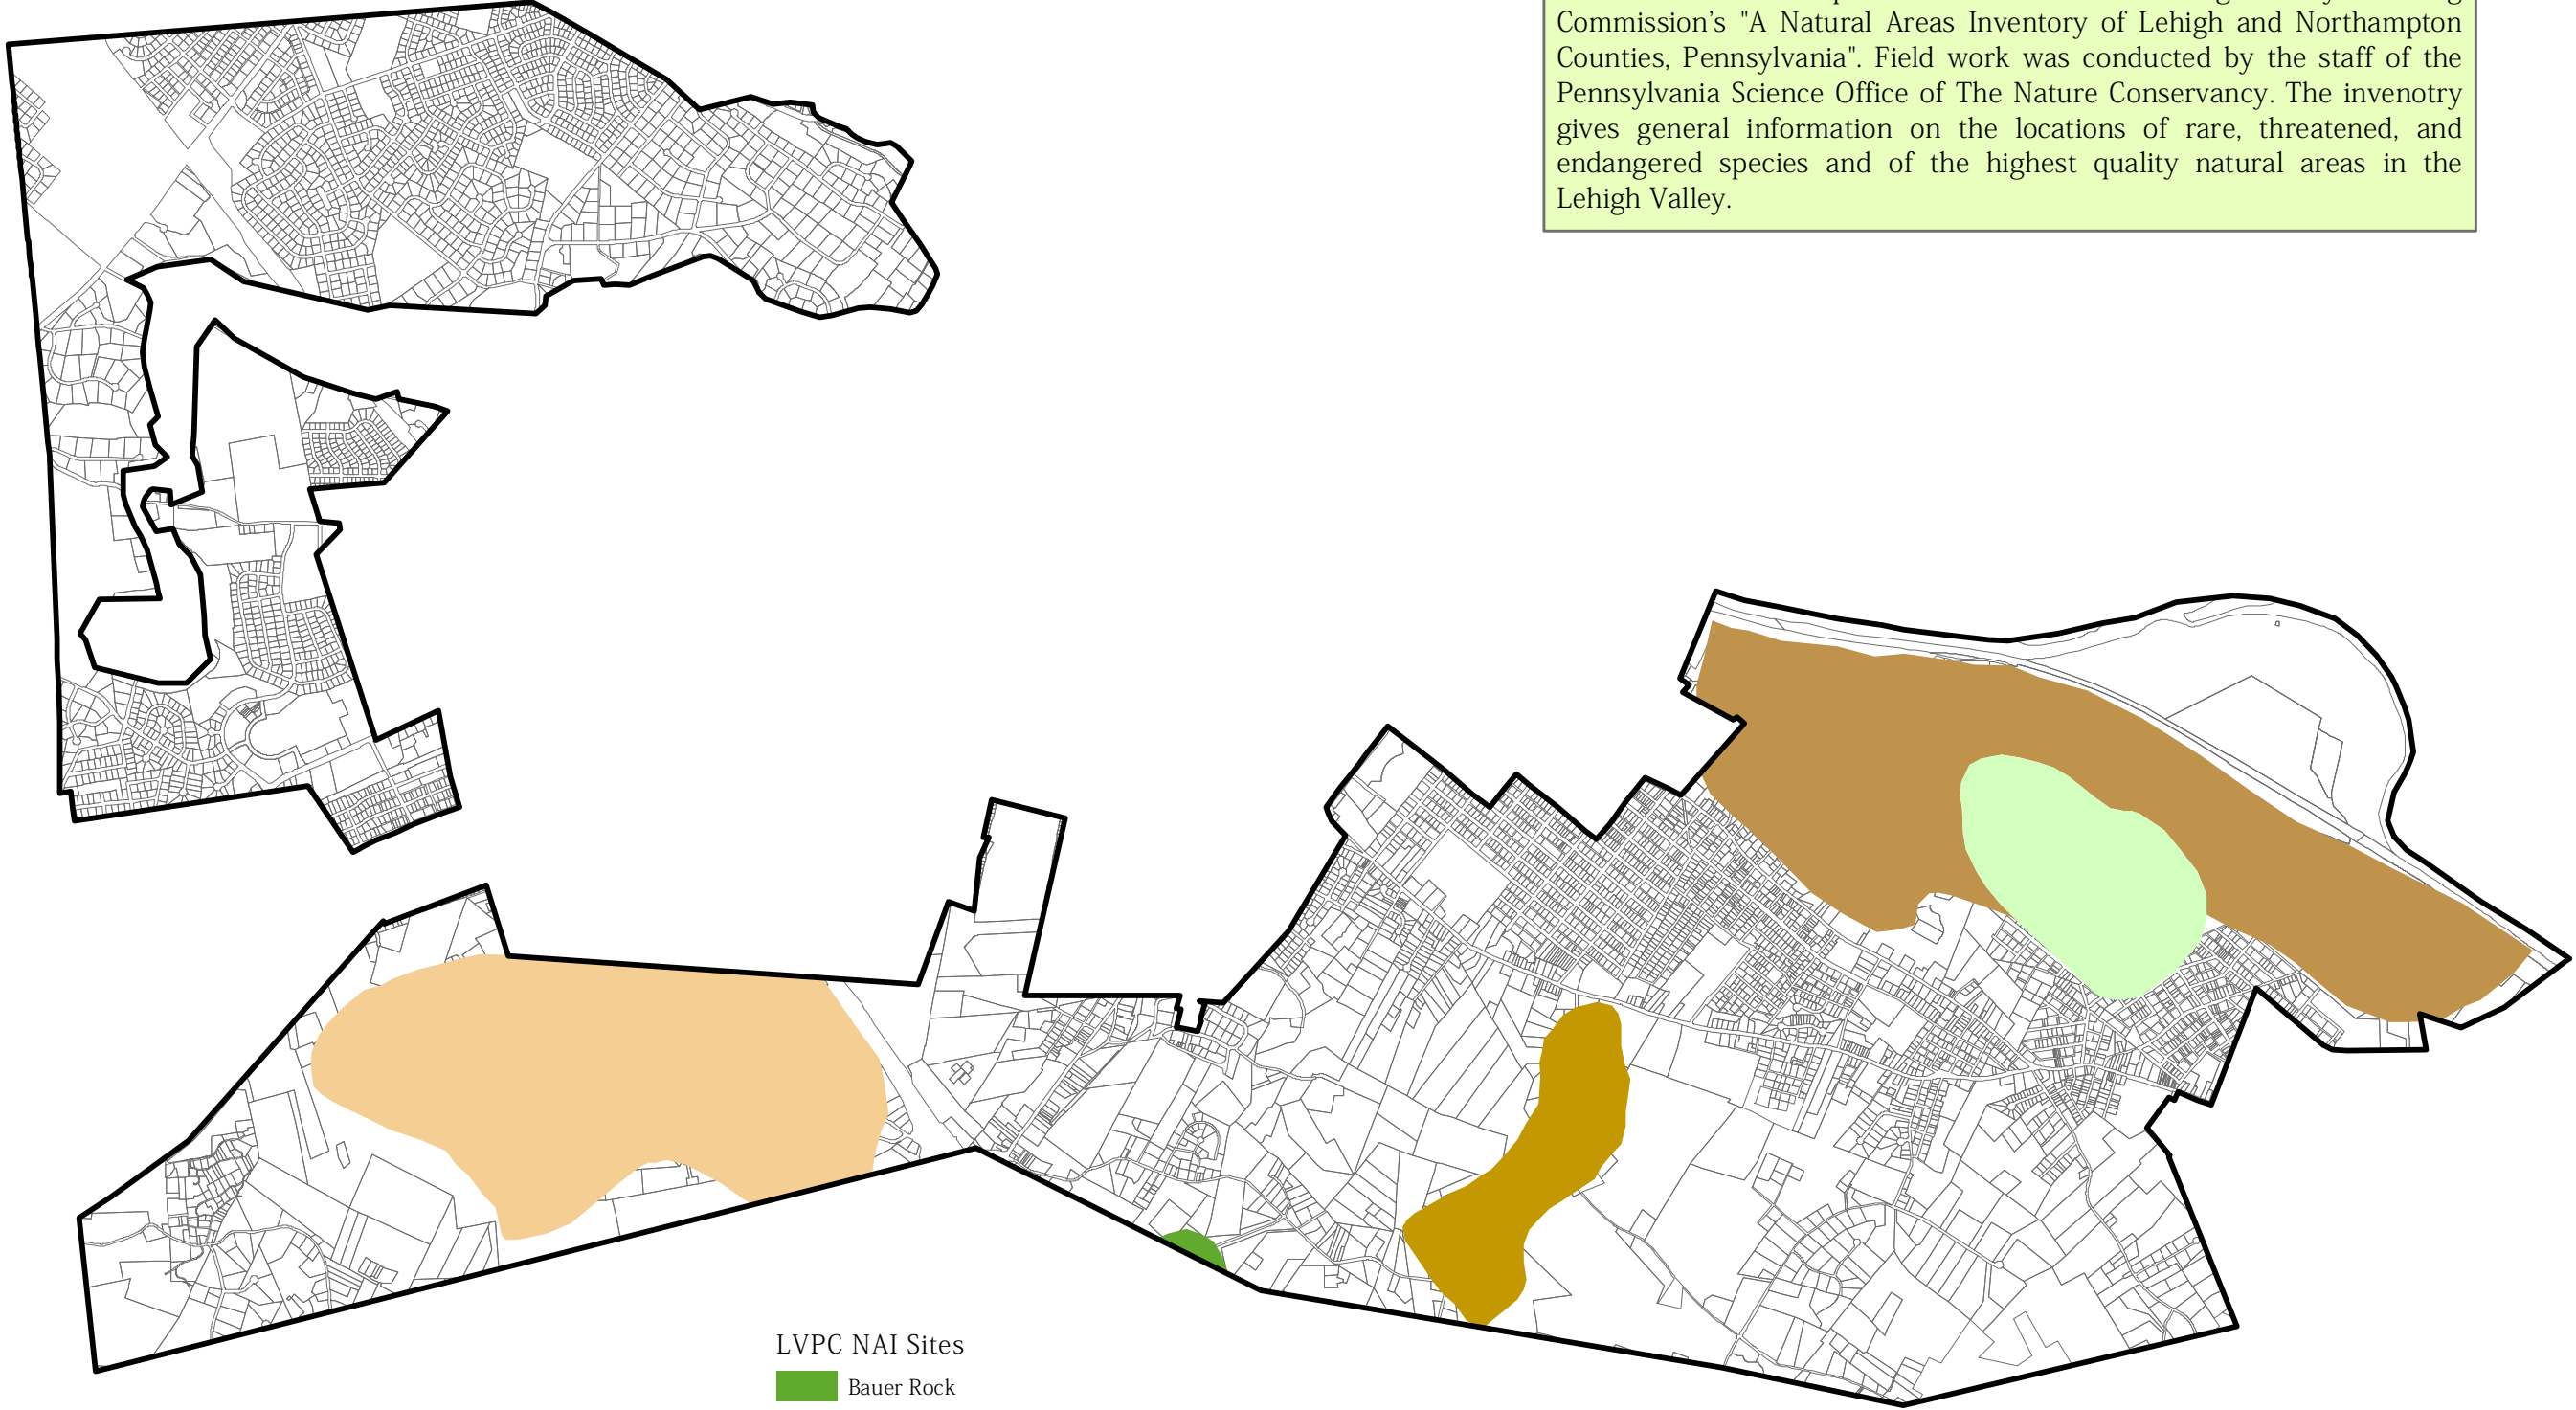 Commission's "A Natural Areas Inventory of Lehigh and Northampton
Counties, Pennsylvania". Field work was conducted by the staff of the
Pennsylvania Science Office of The Nature Conservancy. The invenotry
gives general information on the locations of rare, threatened, and
endangered species and of the highest quality natural areas in the
Lehigh Valley.
LVPC NAI Sites
Bauer Rock